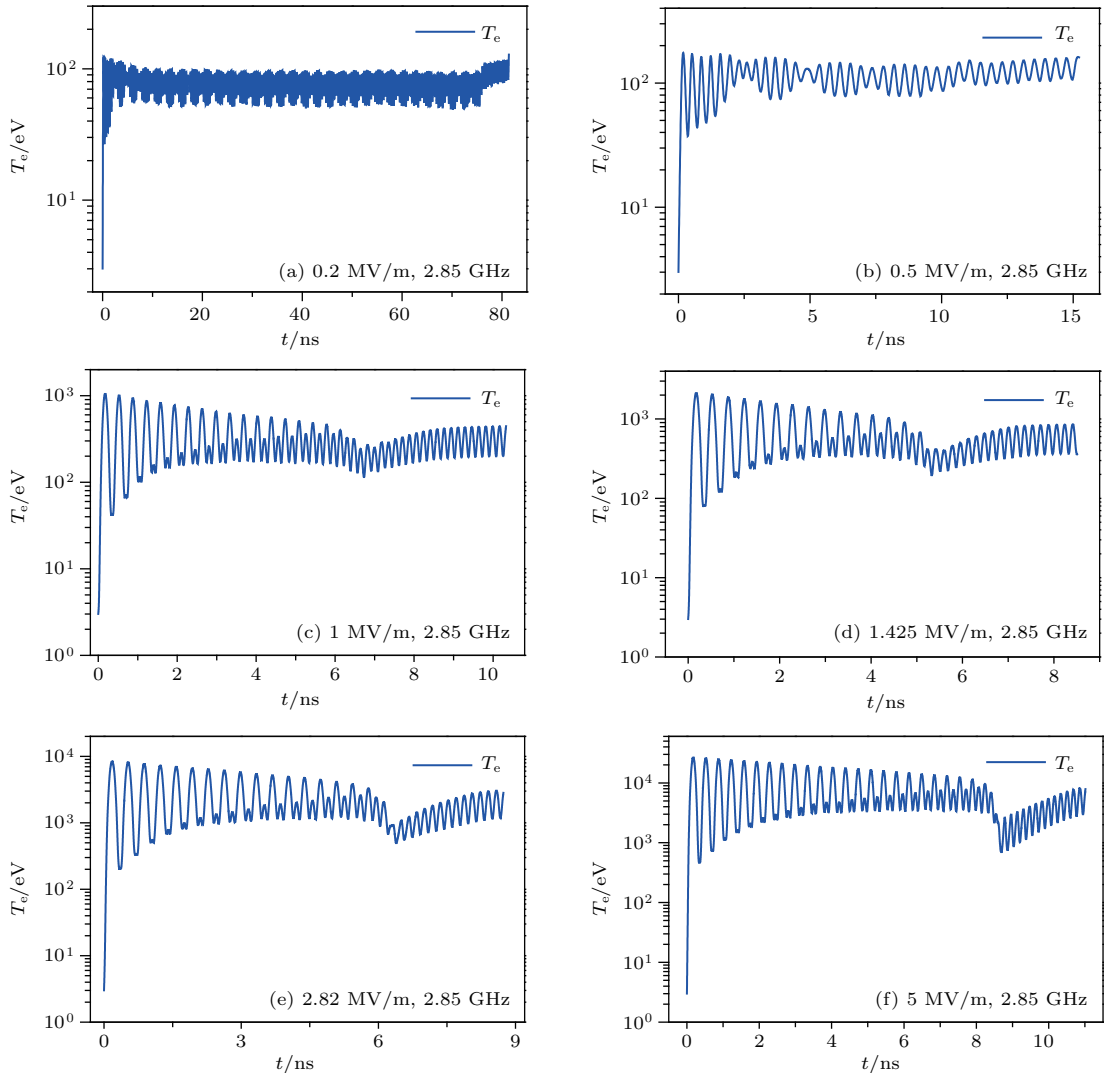 Tₑ
Tₑ/eV
10²
10¹
0 20 40 60 80
t/ns
(a) 0.2 MV/m, 2.85 GHz
Tₑ
Tₑ/eV
10²
10¹
0 5 10 15
t/ns
(b) 0.5 MV/m, 2.85 GHz
Tₑ
Tₑ/eV
10³
10²
10¹
10⁰
0 2 4 6 8 10
t/ns
(c) 1 MV/m, 2.85 GHz
Tₑ
Tₑ/eV
10³
10²
10¹
10⁰
0 2 4 6 8
t/ns
(d) 1.425 MV/m, 2.85 GHz
Tₑ
Tₑ/eV
10⁴
10³
10²
10¹
10⁰
0 3 6 9
t/ns
(e) 2.82 MV/m, 2.85 GHz
Tₑ
Tₑ/eV
10⁴
10³
10²
10¹
10⁰
0 2 4 6 8 10
t/ns
(f) 5 MV/m, 2.85 GHz